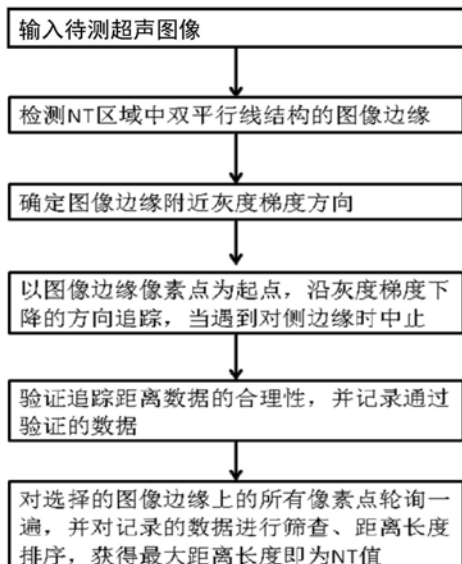 输入待测超声图像
检测NT区域中双平行线结构的图像边缘
确定图像边缘附近灰度梯度方向
以图像边缘像素点为起点，沿灰度梯度下
降的方向追踪，当遇到对侧边缘时中止
验证追踪距离数据的合理性，并记录通过
验证的数据
对选择的图像边缘上的所有像素点轮询一
遍，并对记录的数据进行筛查、距离长度
排序，获得最大距离长度即为NT值